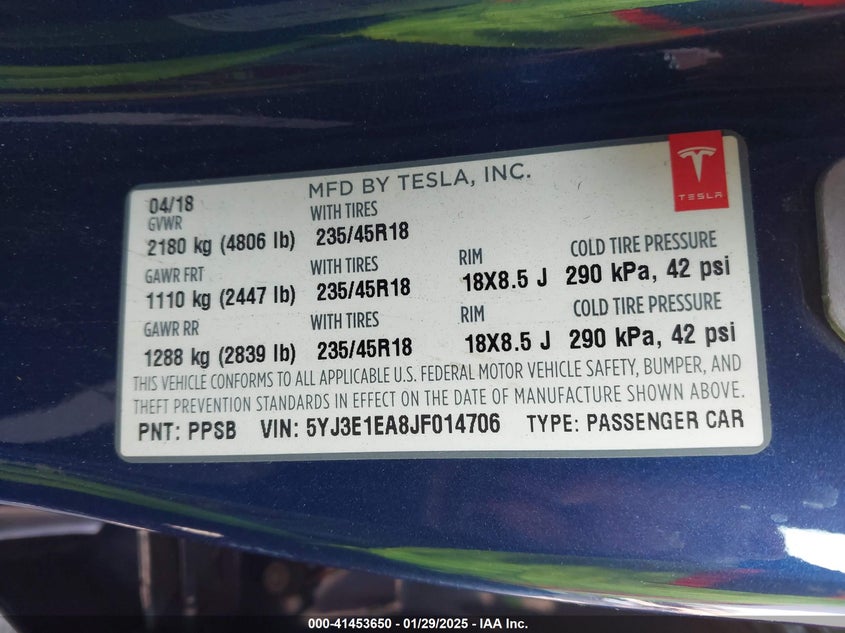 MFD BY TESLA, INC.
TESLA
04/18
GVWR WITH TIRES
2180 kg (4806 lb) 235/45R18
GAWR FRT WITH TIRES RIM COLD TIRE PRESSURE
1110 kg (2447 lb) 235/45R18 18X8.5 J 290 kPa, 42 psi
GAWR RR WITH TIRES RIM COLD TIRE PRESSURE
1288 kg (2839 lb) 235/45R18 18X8.5 J 290 kPa, 42 psi
THIS VEHICLE CONFORMS TO ALL APPLICABLE U.S. FEDERAL MOTOR VEHICLE SAFETY, BUMPER, AND
THEFT PREVENTION STANDARDS IN EFFECT ON THE DATE OF MANUFACTURE SHOWN ABOVE.
PNT: PPSB VIN: 5YJ3E1EA8JF014706 TYPE: PASSENGER CAR
000-41453650 - 01/29/2025 - IAA Inc.